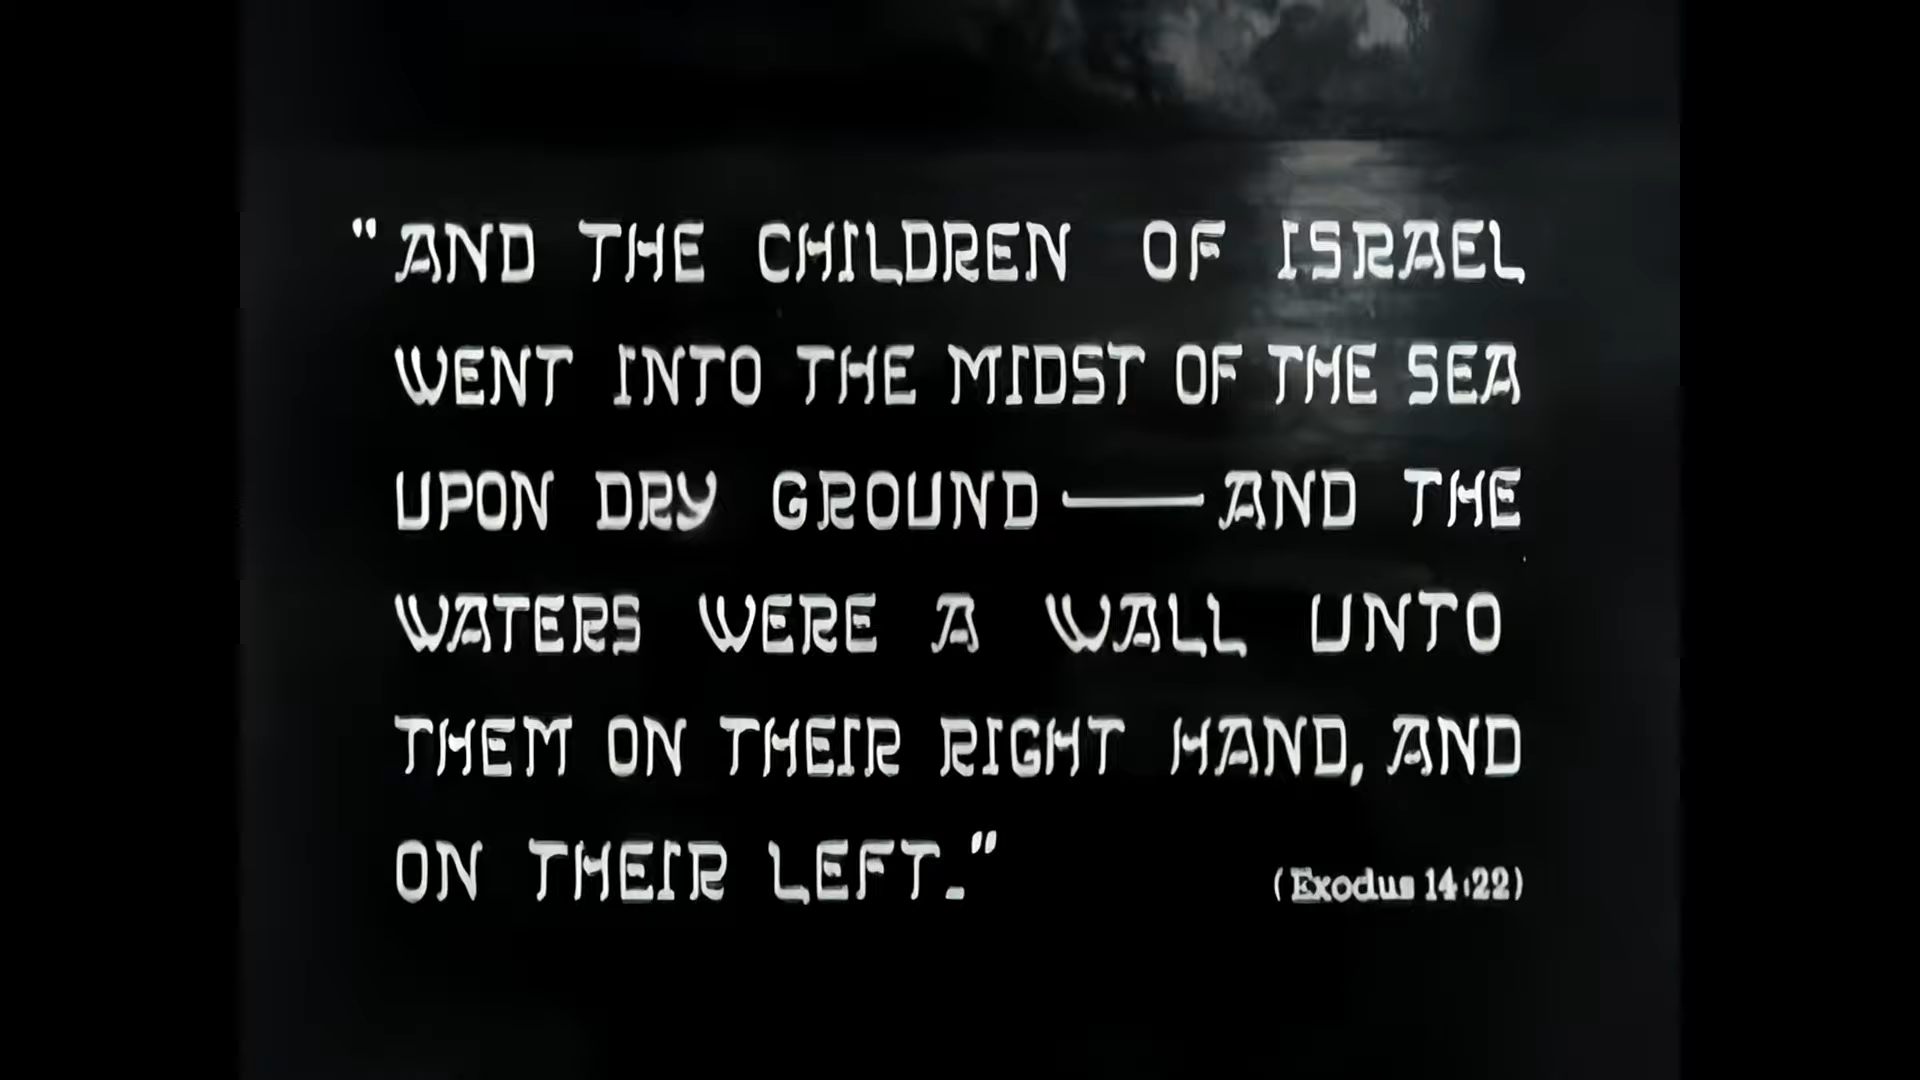 "AND THE CHILDREN OF ISRAEL
WENT INTO THE MIDST OF THE SEA
UPON DRY GROUND — AND THE
WATERS WERE A WALL UNTO
THEM ON THEIR RIGHT HAND, AND
ON THEIR LEFT."
(Exodus 14:22)